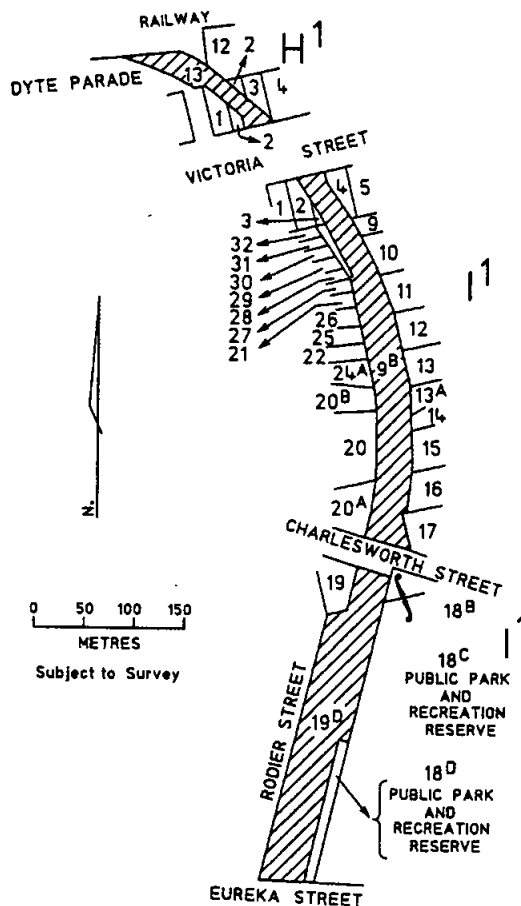 RAILWAY
12
2
H¹
13
3
4
DYTE PARADE
1
2
VICTORIA STREET
1
2
4
5
3
9
32
31
10
30
29
11
28
I¹
27
26
21
25
12
22
9ᴮ
24ᴬ
13
20ᴮ
13ᴬ
14
20
15
16
20ᴬ
17
CHARLESWORTH STREET
19
18ᴮ
N.
0 50 100 150
METRES
Subject to Survey
18ᶜ
PUBLIC PARK
AND
RECREATION
RESERVE
RODIER STREET
19ᴰ
18ᴰ
PUBLIC PARK
AND
RECREATION
RESERVE
EUREKA STREET